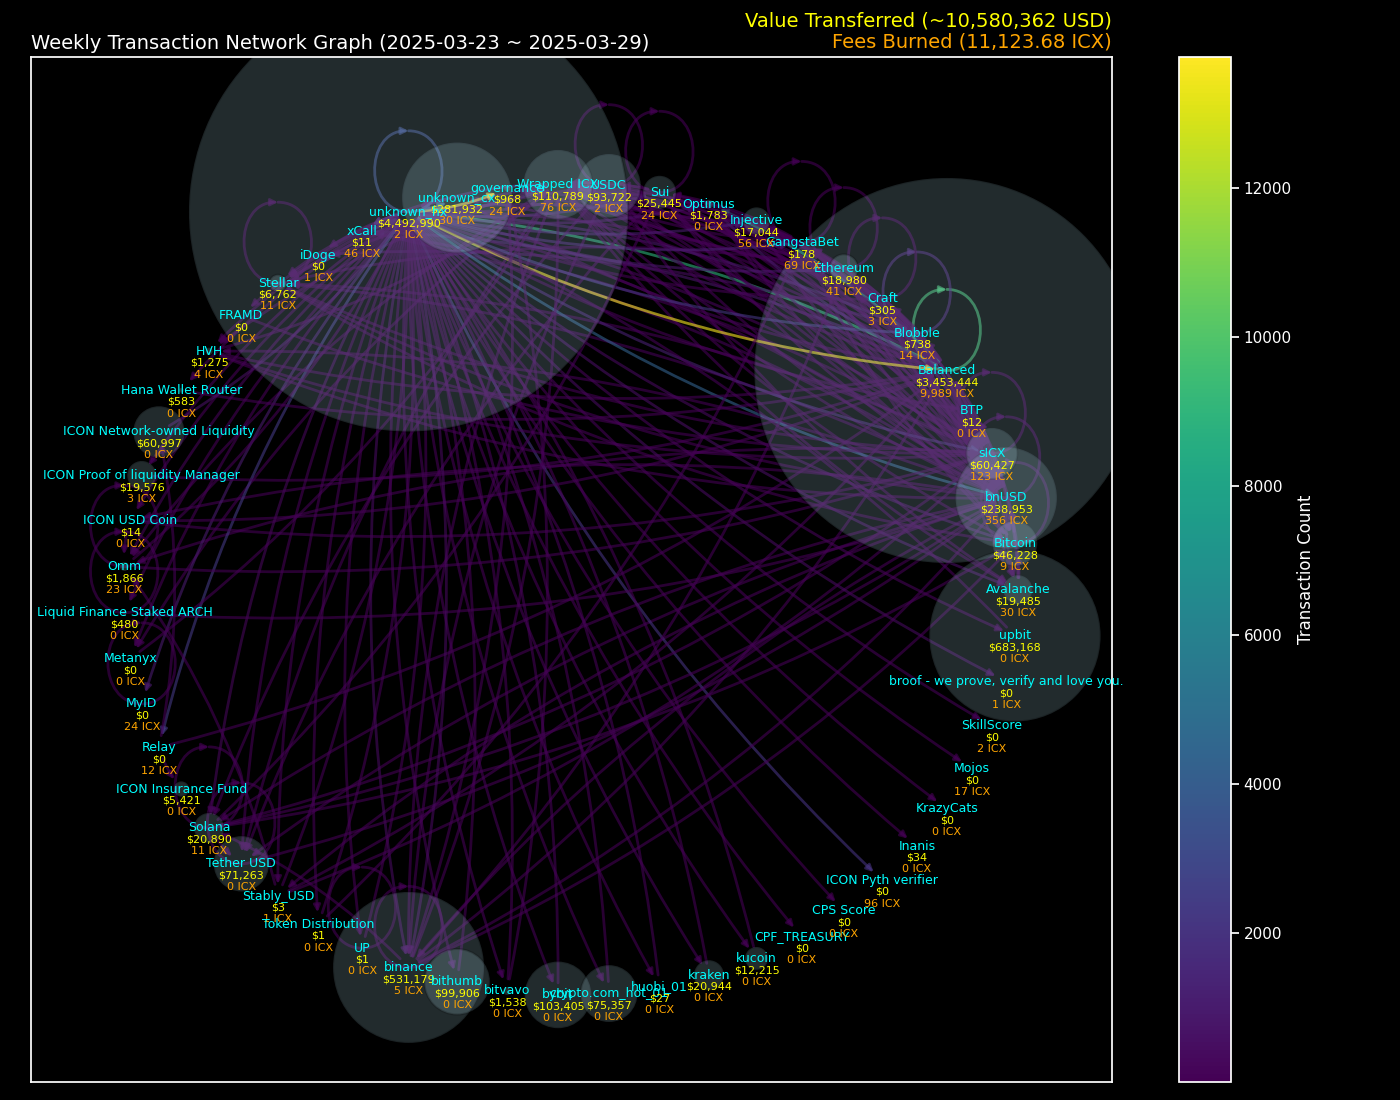 Value Transferred (~10,580,362 USD)
Weekly Transaction Network Graph (2025-03-23 ~ 2025-03-29)
Fees Burned (11,123.68 ICX)
governance
$968
24 ICX
Wrapped ICX
$110,789
76 ICX
USDC
$93,722
2 ICX
Sui
$25,445
24 ICX
Optimus
$1,783
0 ICX
Injective
$17,044
56 ICX
GangstaBet
$178
69 ICX
Ethereum
$18,980
41 ICX
Craft
$305
3 ICX
Blobble
$738
14 ICX
Balanced
$3,453,444
9,989 ICX
BTP
$12
0 ICX
sICX
$60,427
123 ICX
bnUSD
$238,953
356 ICX
Bitcoin
$46,228
9 ICX
Avalanche
$19,485
30 ICX
upbit
$683,168
0 ICX
broof - we prove, verify and love you.
$0
1 ICX
SkillScore
$0
2 ICX
Mojos
$0
17 ICX
KrazyCats
$0
0 ICX
Inanis
$34
0 ICX
ICON Pyth verifier
$0
96 ICX
CPS Score
$0
0 ICX
CPF_TREASURY
$0
0 ICX
kucoin
$12,215
0 ICX
kraken
$20,944
0 ICX
huobi_01
$27
0 ICX
crypto.com_hot_01
$75,357
0 ICX
bybit
$103,405
0 ICX
bitvavo
$1,538
0 ICX
bithumb
$99,906
0 ICX
binance
$531,179
5 ICX
UP
$1
0 ICX
Token Distribution
$1
0 ICX
Stably_USD
$3
1 ICX
Tether USD
$71,263
0 ICX
Solana
$20,890
11 ICX
ICON Insurance Fund
$5,421
0 ICX
Relay
$0
12 ICX
MyID
$0
24 ICX
Metanyx
$0
0 ICX
Liquid Finance Staked ARCH
$480
0 ICX
Omm
$1,866
23 ICX
ICON USD Coin
$14
0 ICX
ICON Proof of liquidity Manager
$19,576
3 ICX
ICON Network-owned Liquidity
$60,997
0 ICX
Hana Wallet Router
$583
0 ICX
HVH
$1,275
4 ICX
FRAMD
$0
0 ICX
Stellar
$6,762
11 ICX
iDoge
$0
1 ICX
xCall
$11
46 ICX
$4,492,990
2 ICX
$281,932
12000
10000
8000
6000
4000
2000
Transaction Count